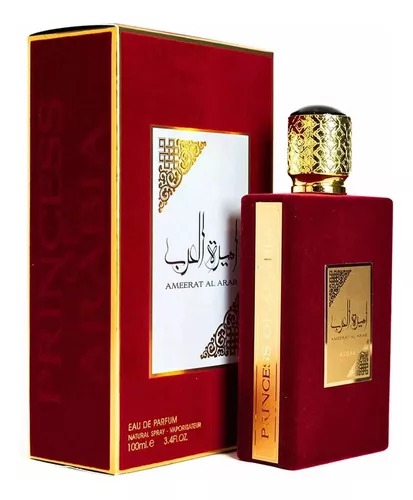 PRINCESS
أميرة العرب
AMEERAT AL ARAB
EAU DE PARFUM
NATURAL SPRAY - VAPORISATEUR
100ml.e 3.4Fl.OZ.
PRINCESS
أميرة العرب
AMEERAT AL ARAB